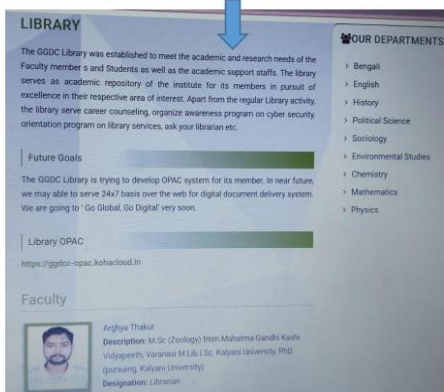 LIBRARY
The GGDC Library was established to meet the academic and research needs of the
Faculty member s and Students as well as the academic support staffs. The library
serves as academic repository of the institute for its members in pursuit of
excellence in their respective area of interest. Apart from the regular Library activity,
the library serve career counseling, organize awareness program on cyber security,
orientation program on library services, ask your librarian etc.
Future Goals
The GGDC Library is trying to develop OPAC system for its member. In near future,
we may able to serve 24x7 basis over the web for digital document delivery system.
We are going to "Go Global, Go Digital' very soon.
Library OPAC
https://ggdcc-opac.kohacloud.in
Faculty
Arghya Thakur
Description: M.Sc (Zoology) from Mahatma Gandhi Kashi
Vidyapeeth, Varanasi M.Lib.I.Sc. Kalyani University, PhD
(pursuing, Kalyani University)
Designation: Librarian
OUR DEPARTMENTS
> Bengali
> English
> History
> Political Science
> Sociology
> Environmental Studies
> Chemistry
> Mathematics
> Physics